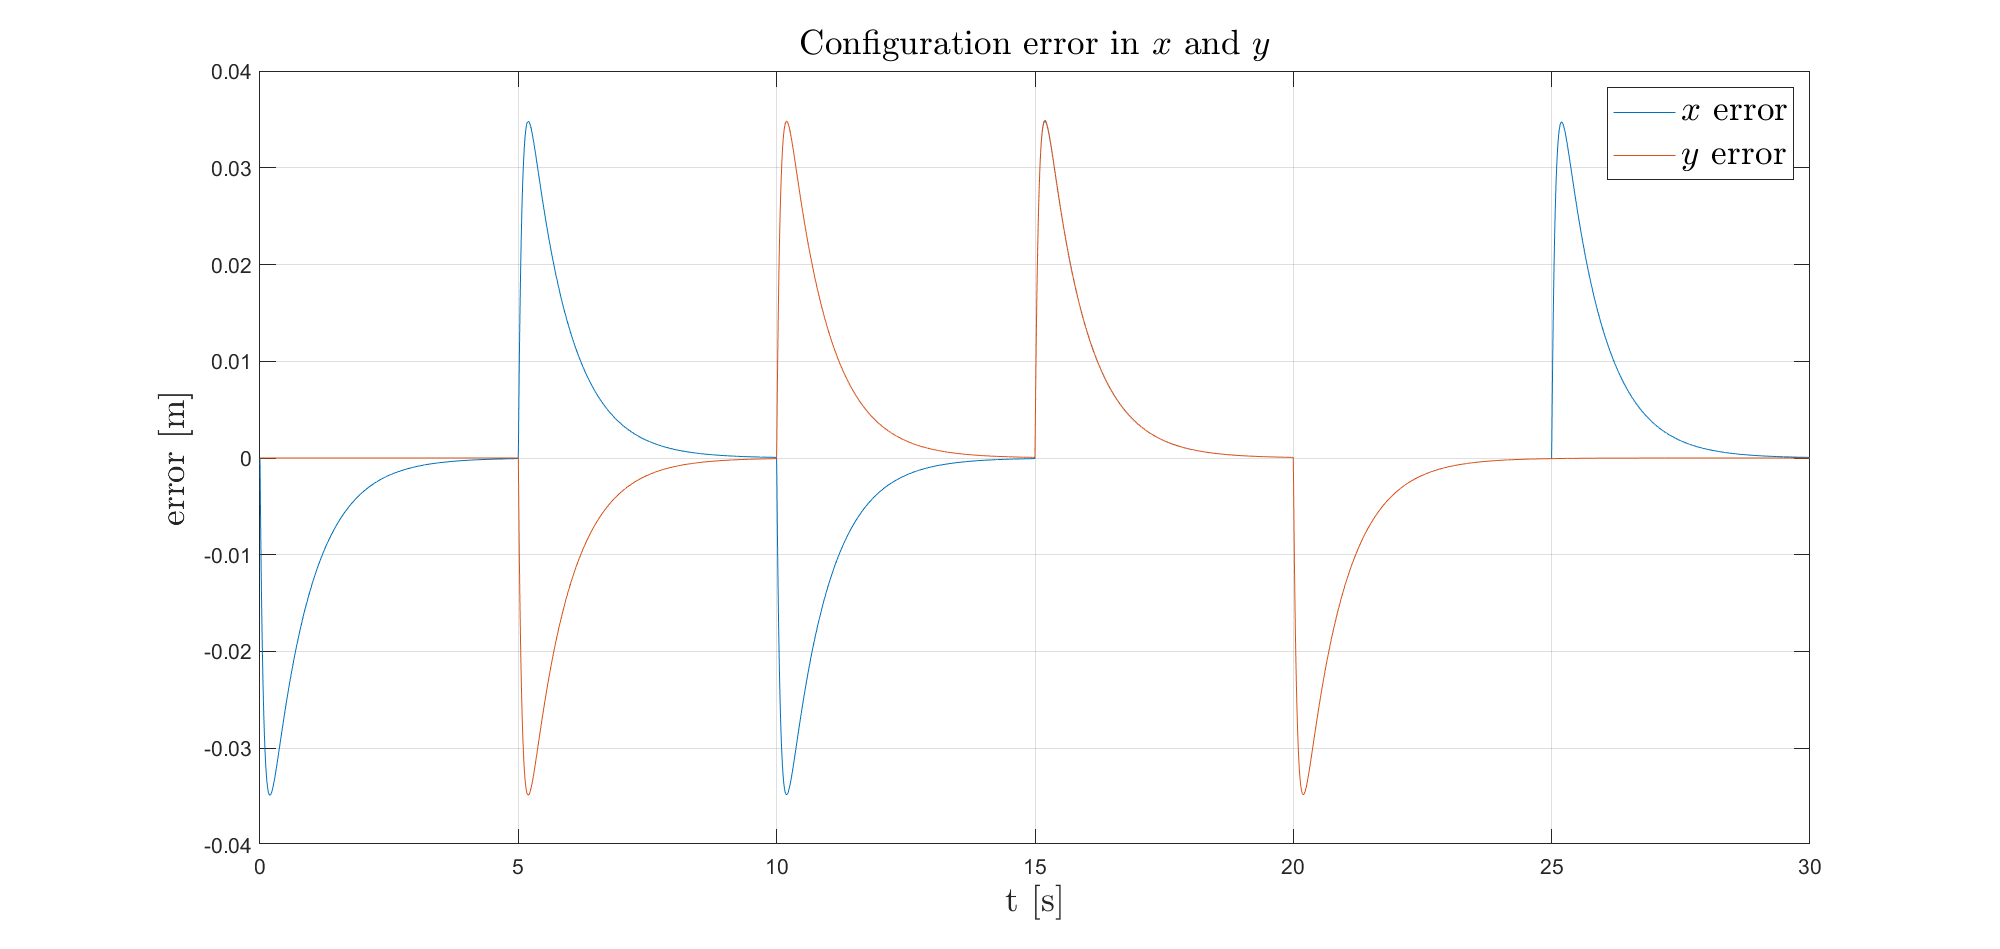 Configuration error in x and y
x error
y error
0.04
0.03
0.02
0.01
0
-0.01
-0.02
-0.03
-0.04
error [m]
0 5 10 15 20 25 30
t [s]